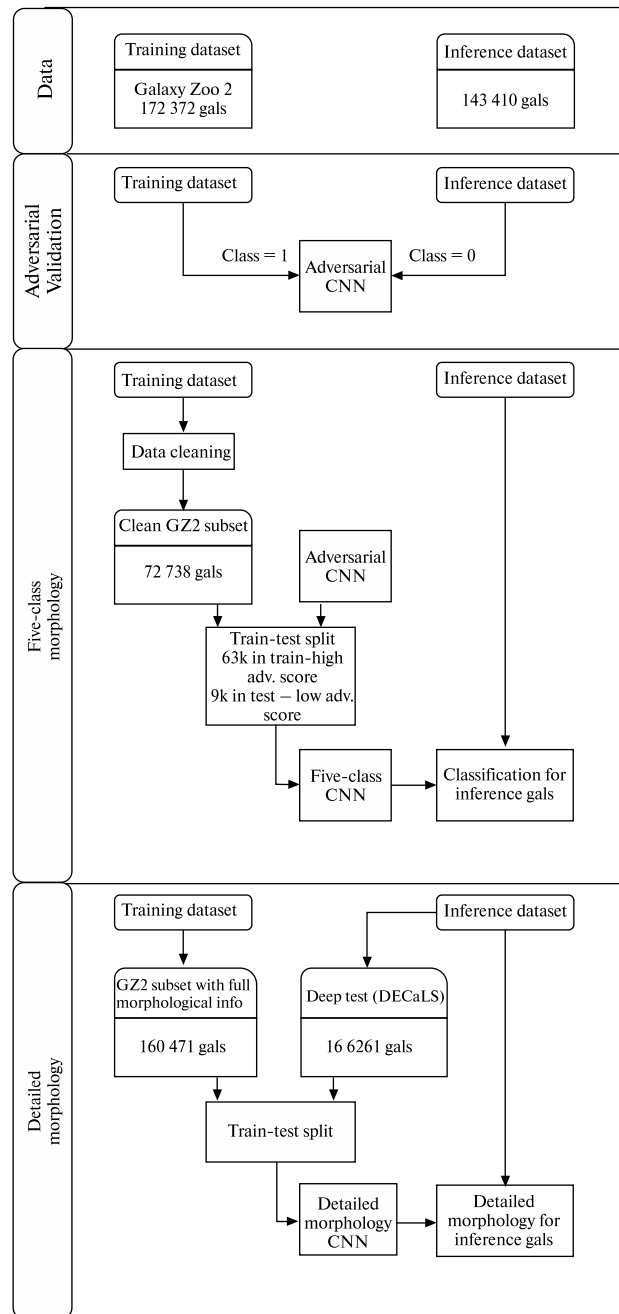 Data
Training dataset
Galaxy Zoo 2
172 372 gals
Inference dataset
143 410 gals
Adversarial
Validation
Training dataset
Inference dataset
Class = 1
Adversarial
CNN
Class = 0
Five-class
morphology
Training dataset
Inference dataset
Data cleaning
Clean GZ2 subset
72 738 gals
Adversarial
CNN
Train-test split
63k in train-high
adv. score
9k in test – low adv.
score
Five-class
CNN
Classification for
inference gals
Detailed
morphology
Training dataset
Inference dataset
GZ2 subset with full
morphological info
160 471 gals
Deep test (DECaLS)
16 6261 gals
Train-test split
Detailed
morphology
CNN
Detailed
morphology for
inference gals